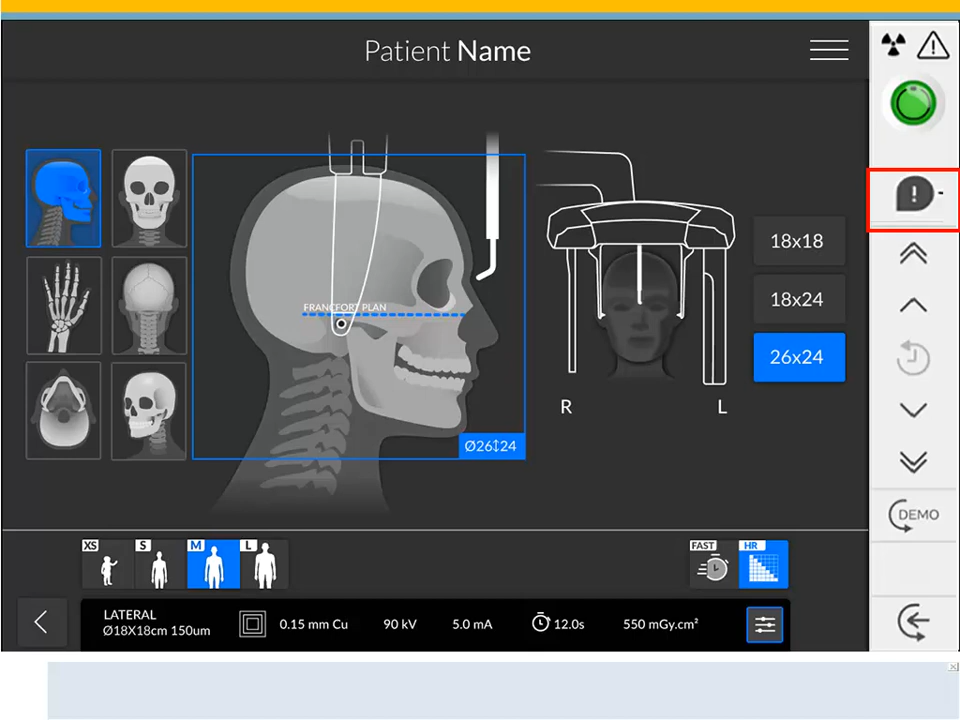 Patient Name
18x18
18x24
26x24
FRANCFORT PLAN
R
L
Ø26↕24
DEMO
XS
S
M
L
FAST
HR
LATERAL
Ø18X18cm 150um
0.15 mm Cu
90 kV
5.0 mA
12.0s
550 mGy.cm²